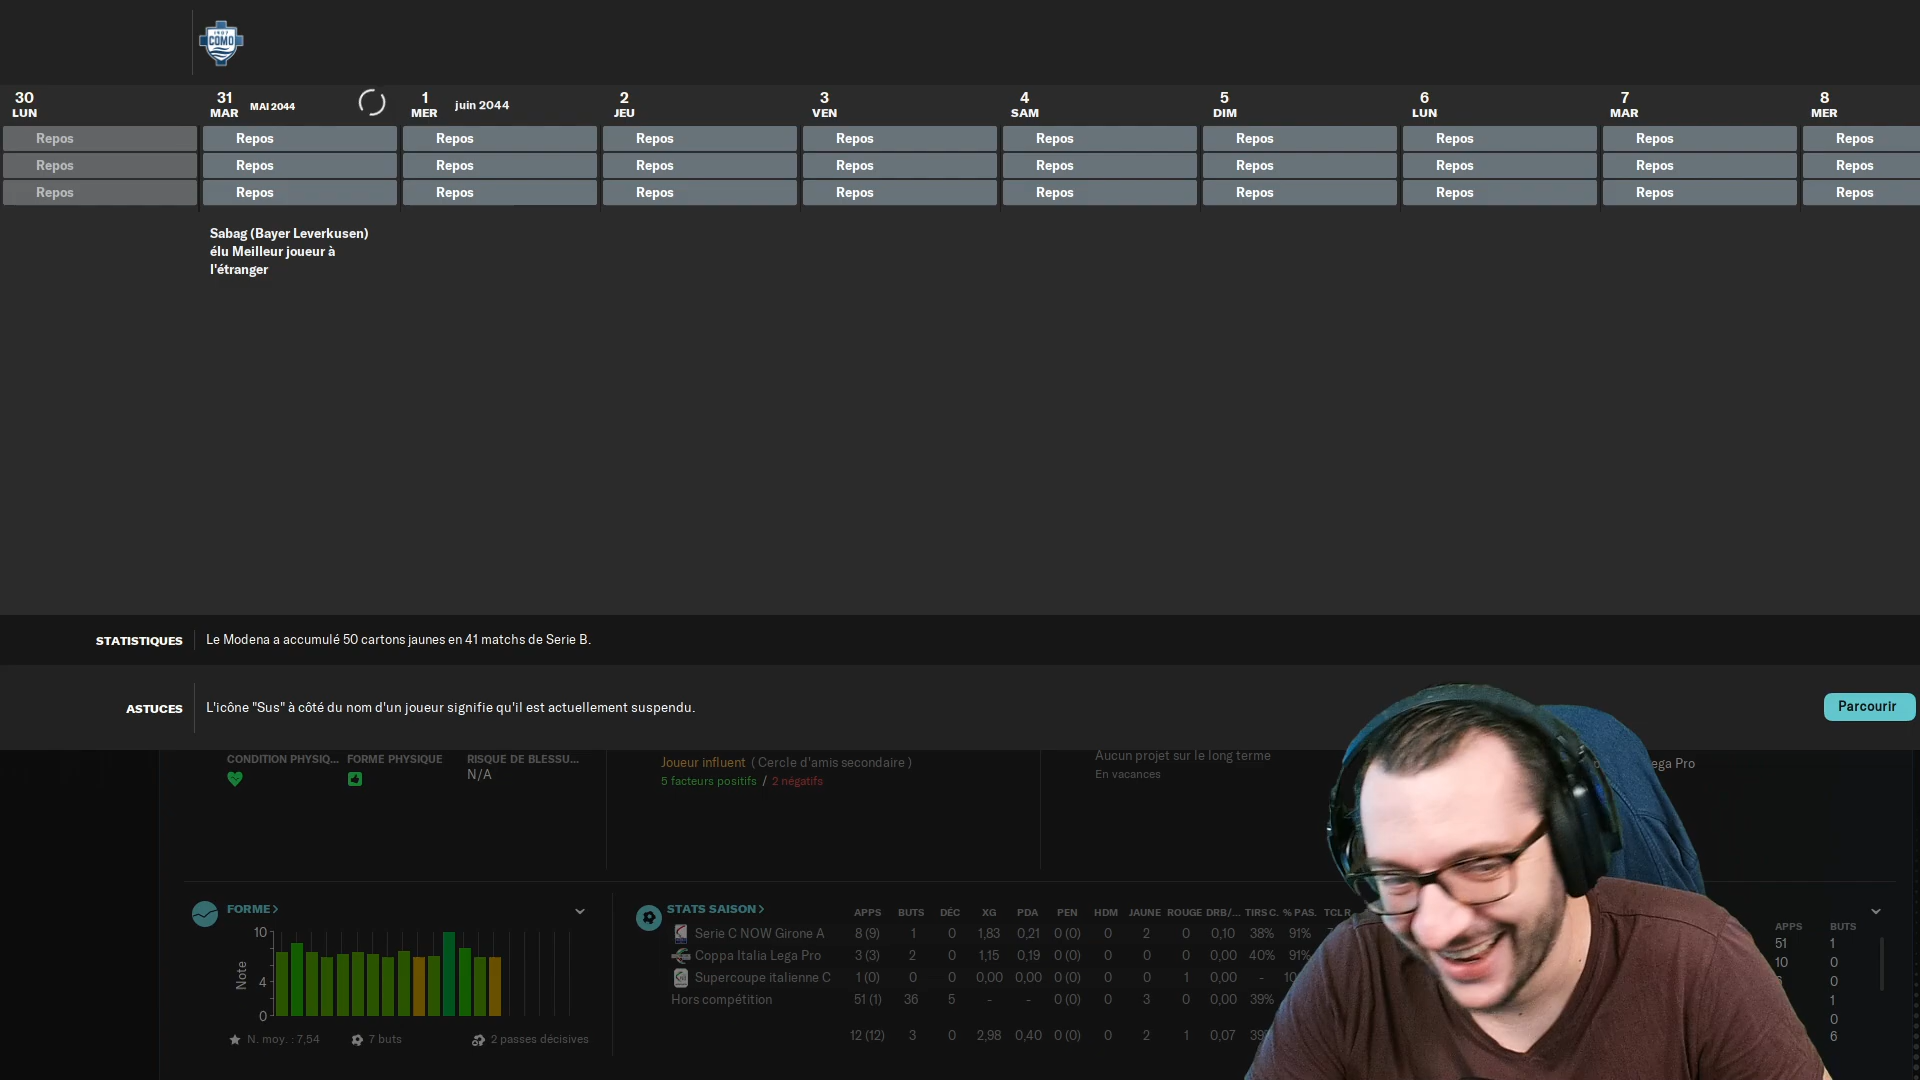 1907
COMO
30
LUN
31
MAR
MAI 2044
1
MER
juin 2044
2
JEU
3
VEN
4
SAM
5
DIM
6
LUN
7
MAR
8
MER
Repos Repos Repos Repos Repos Repos Repos Repos Repos Repos
Repos Repos Repos Repos Repos Repos Repos Repos Repos Repos
Repos Repos Repos Repos Repos Repos Repos Repos Repos Repos
Sabag (Bayer Leverkusen)
élu Meilleur joueur à
l'étranger
STATISTIQUES
Le Modena a accumulé 50 cartons jaunes en 41 matchs de Serie B.
ASTUCES
L'icône "Sus" à côté du nom d'un joueur signifie qu'il est actuellement suspendu.
Parcourir
CONDITION PHYSIQ... FORME PHYSIQUE RISQUE DE BLESSU...
N/A
Joueur influent ( Cercle d'amis secondaire )
5 facteurs positifs / 2 négatifs
Aucun projet sur le long terme
En vacances
ega Pro
FORME >
10
4
0
Note
N. moy. : 7,54 7 buts 2 passes décisives
STATS SAISON >
APPS BUTS DÉC XG PDA PEN HDM JAUNE ROUGE DRB/... TIRS C. % PAS. TCL R
Serie C NOW Girone A 8 (9) 1 0 1,83 0,21 0 (0) 0 2 0 0,10 38% 91%
Coppa Italia Lega Pro 3 (3) 2 0 1,15 0,19 0 (0) 0 0 0 0,00 40% 91%
Supercoupe italienne C 1 (0) 0 0 0,00 0,00 0 (0) 0 0 1 0,00 - 10
Hors compétition 51 (1) 36 5 - - 0 (0) 0 3 0 0,00 39%
12 (12) 3 0 2,98 0,40 0 (0) 0 2 1 0,07 39
APPS BUTS
51 1
10 0
0
1
0
6